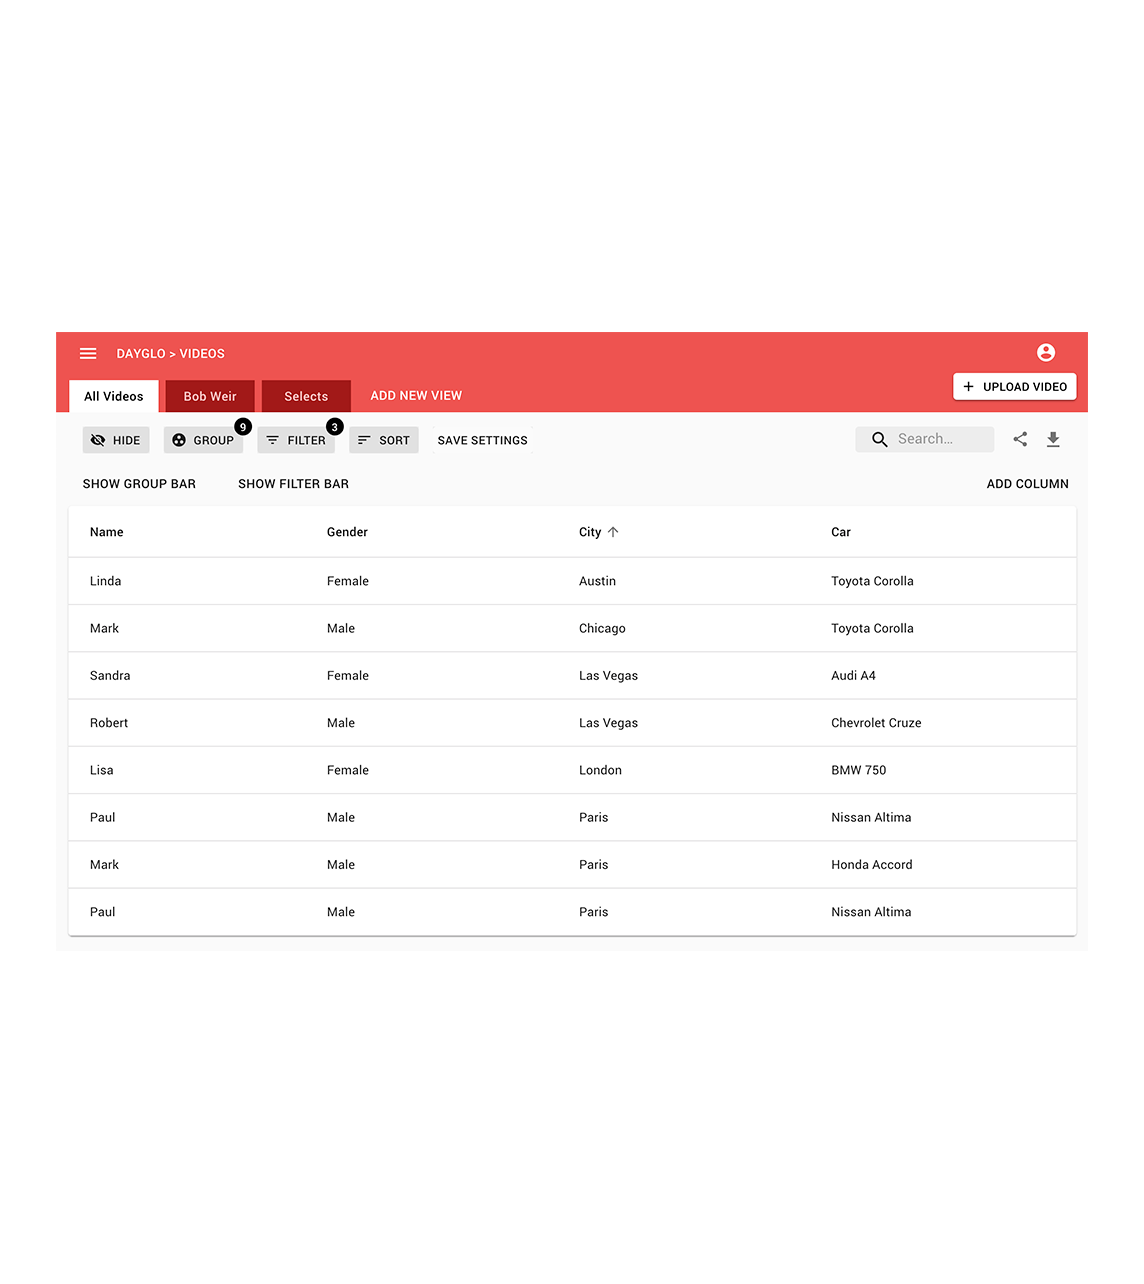 DAYGLO > VIDEOS
All Videos Bob Weir Selects ADD NEW VIEW + UPLOAD VIDEO
HIDE GROUP 9 FILTER 3 SORT SAVE SETTINGS Search...
SHOW GROUP BAR SHOW FILTER BAR ADD COLUMN
Name Gender City Car
Linda Female Austin Toyota Corolla
Mark Male Chicago Toyota Corolla
Sandra Female Las Vegas Audi A4
Robert Male Las Vegas Chevrolet Cruze
Lisa Female London BMW 750
Paul Male Paris Nissan Altima
Mark Male Paris Honda Accord
Paul Male Paris Nissan Altima